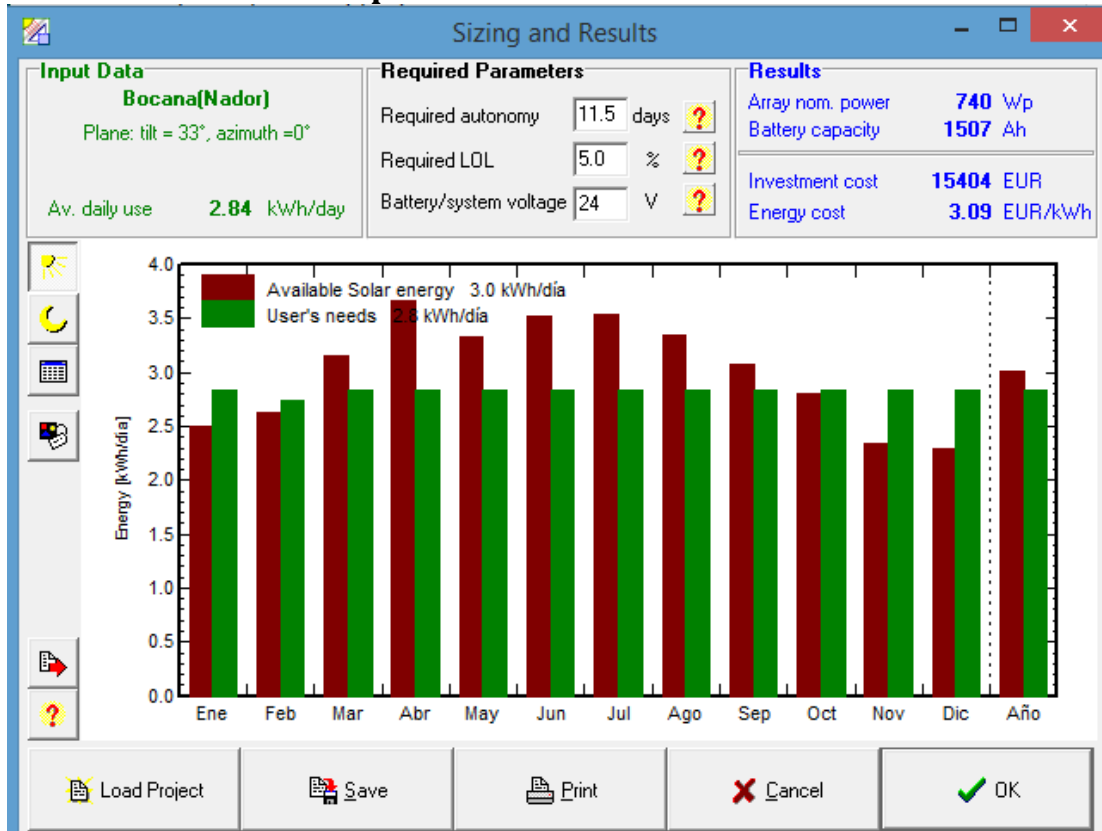 Sizing and Results
Input Data
Bocana(Nador)
Plane: tilt = 33°, azimuth =0°
Av. daily use 2.84 kWh/day
Required Parameters
Required autonomy 11.5 days ?
Required LOL 5.0 % ?
Battery/system voltage 24 V ?
Results
Array nom. power 740 Wp
Battery capacity 1507 Ah
Investment cost 15404 EUR
Energy cost 3.09 EUR/kWh
Available Solar energy 3.0 kWh/día
User's needs 2.8 kWh/día
Energy [kWh/día]
4.0
3.5
3.0
2.5
2.0
1.5
1.0
0.5
0.0
Ene Feb Mar Abr May Jun Jul Ago Sep Oct Nov Dic Año
?
Load Project Save Print Cancel OK